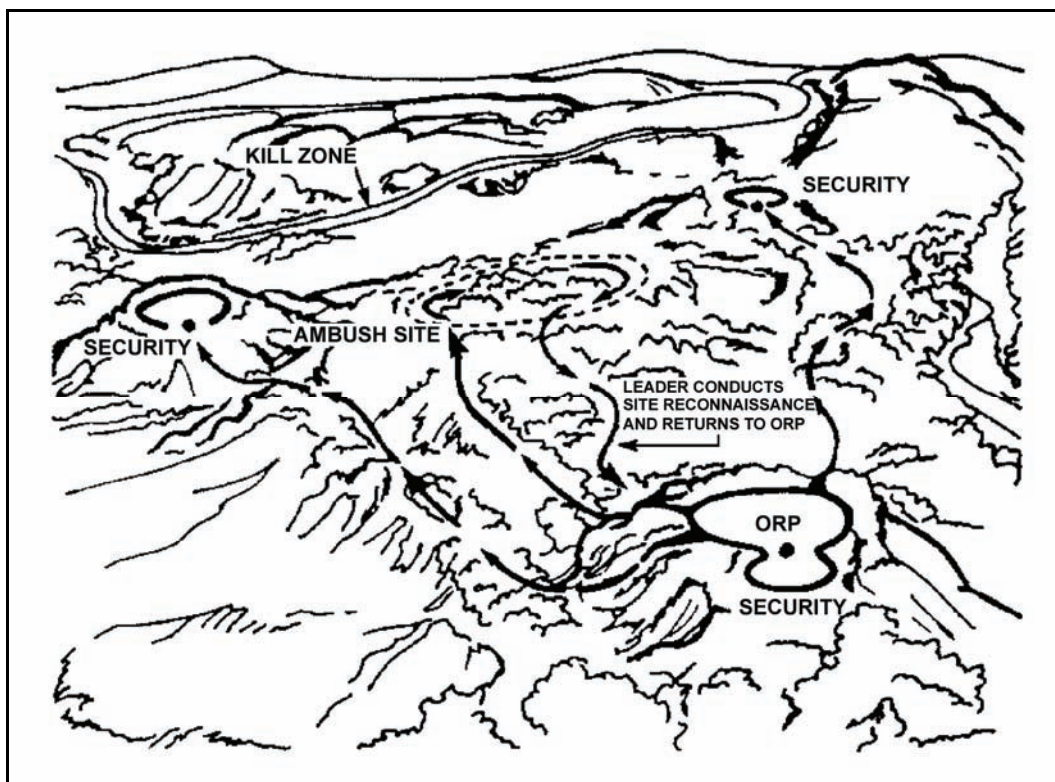 KILL ZONE
SECURITY
SECURITY
AMBUSH SITE
LEADER CONDUCTS
SITE RECONNAISSANCE
AND RETURNS TO ORP
ORP
SECURITY